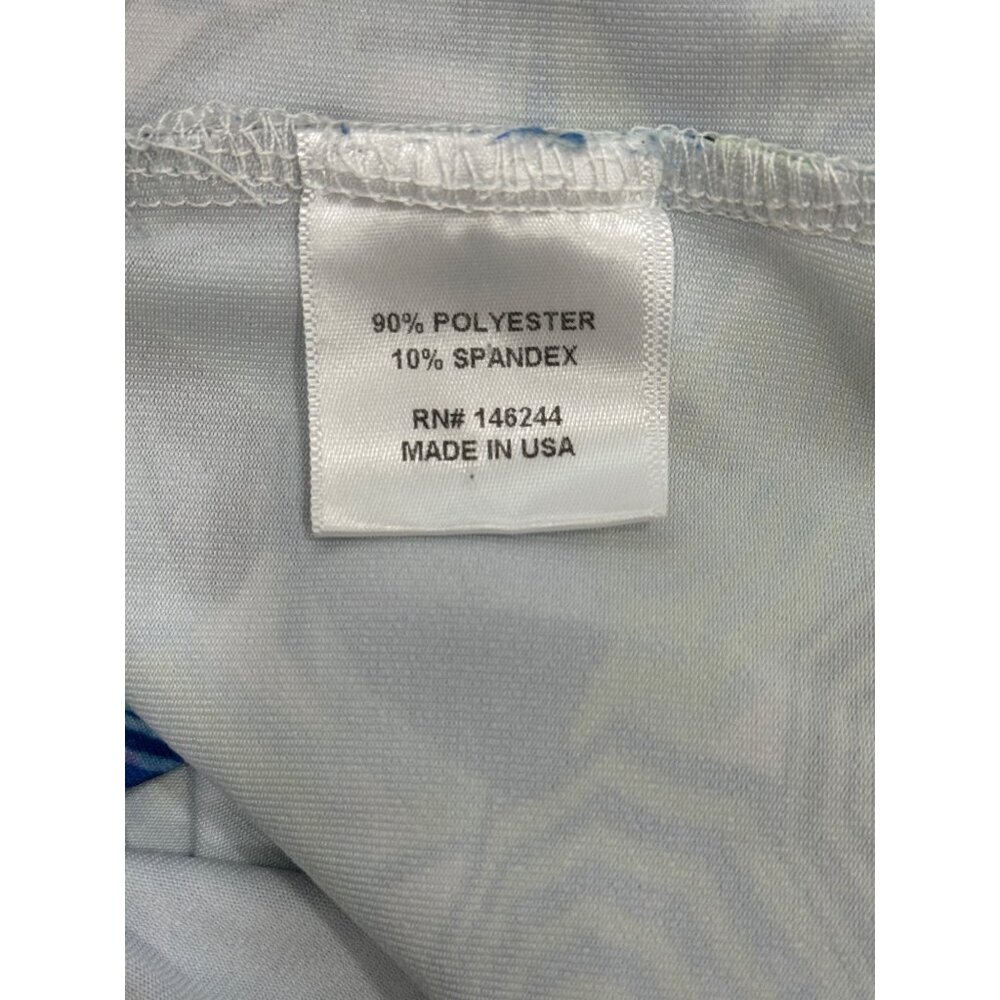 90% POLYESTER
10% SPANDEX
RN# 146244
MADE IN USA